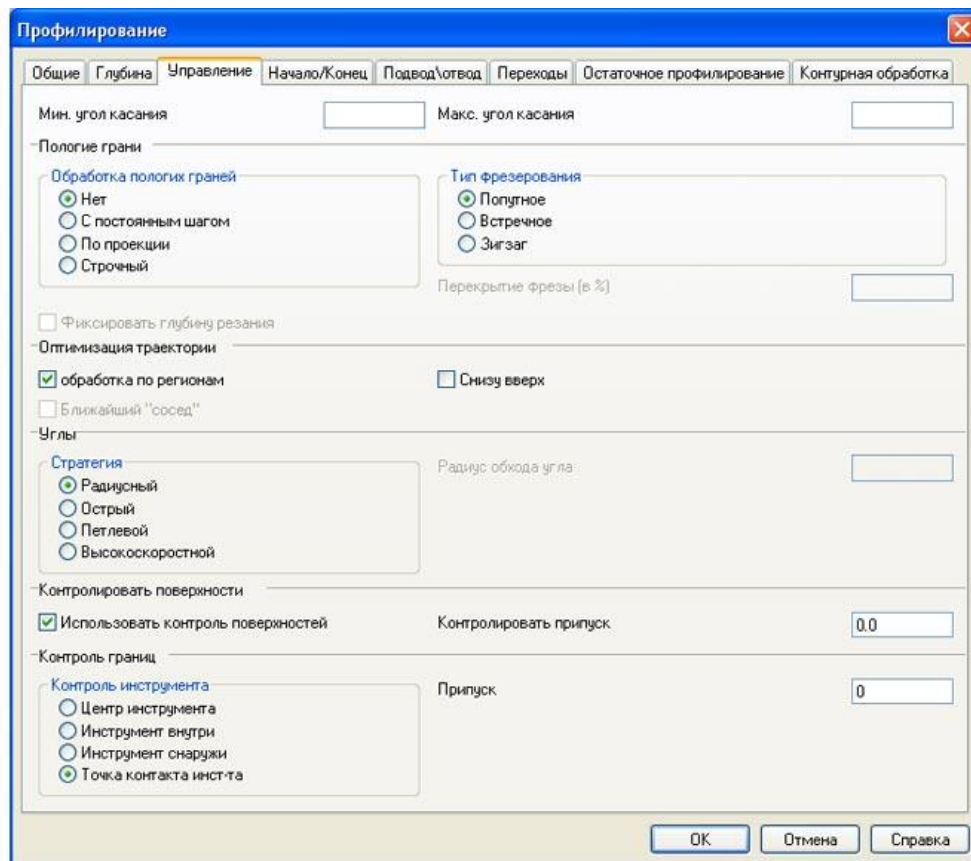 Профилирование
Общие Глубина Управление Начало/Конец Подвод\отвод Переходы Остаточное профилирование Контурная обработка
Мин. угол касания Макс. угол касания
Пологие грани
Обработка пологих граней Тип фрезерования
Нет Попутное
С постоянным шагом Встречное
По проекции Зигзаг
Строчный
Перекрытие фрезы (в %)
Фиксировать глубину резания
Оптимизация траектории
обработка по регионам Снизу вверх
Ближайший "сосед"
Углы
Стратегия Радиус обхода угла
Радиусный
Острый
Петлевой
Высокоскоростной
Контролировать поверхности
Использовать контроль поверхностей Контролировать припуск 0.0
Контроль границ
Контроль инструмента Припуск 0
Центр инструмента
Инструмент внутри
Инструмент снаружи
Точка контакта инст-та
OK Отмена Справка